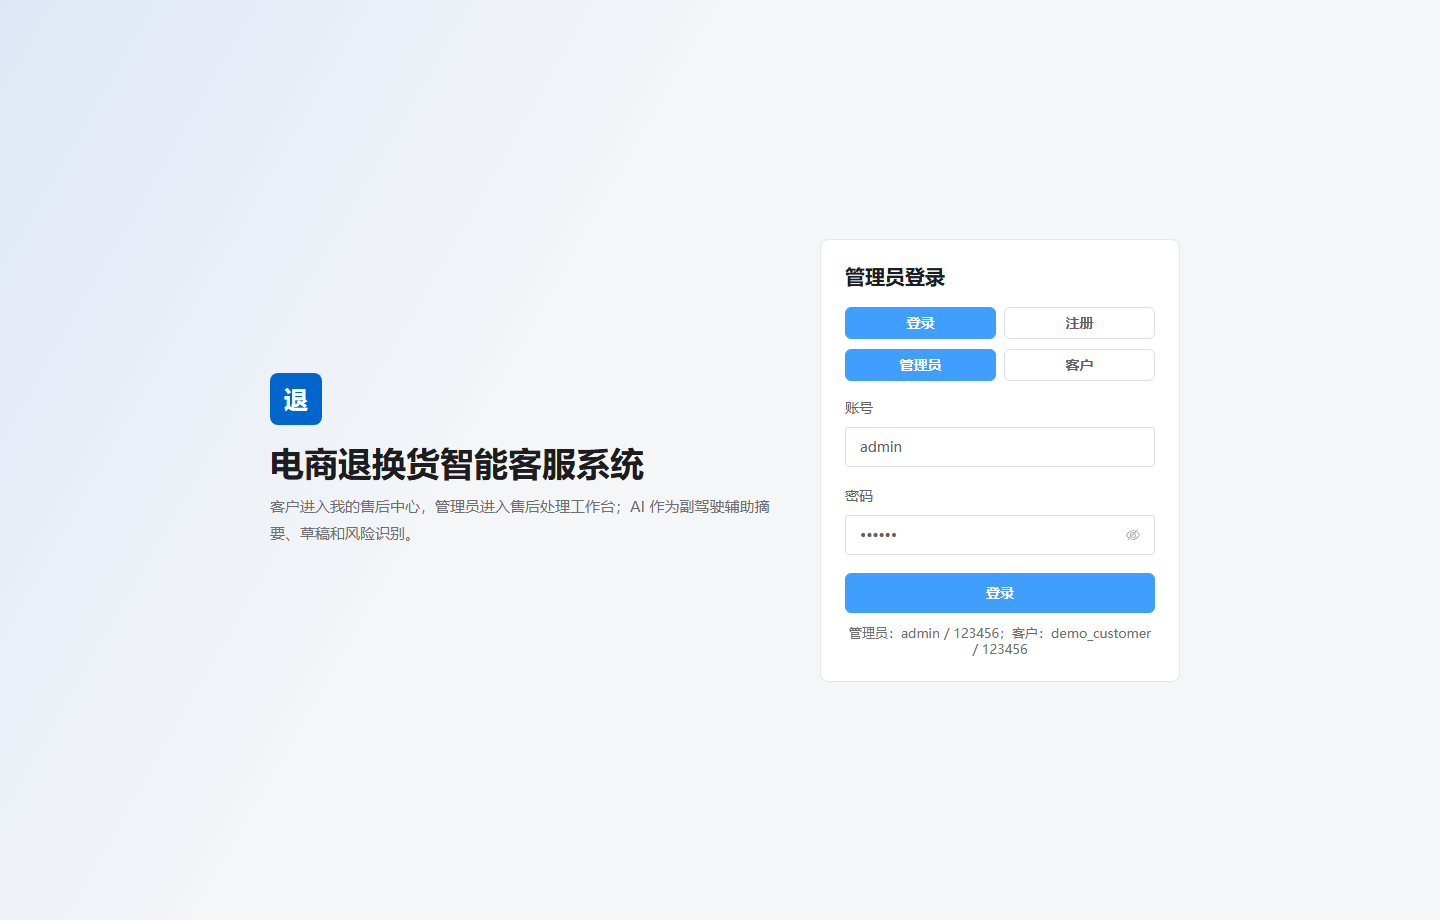 退
电商退换货智能客服系统
客户进入我的售后中心，管理员进入售后处理工作台；AI 作为副驾驶辅助摘
要、草稿和风险识别。
管理员登录
登录
注册
管理员
客户
账号
admin
密码
••••••
登录
管理员：admin / 123456；客户：demo_customer
/ 123456